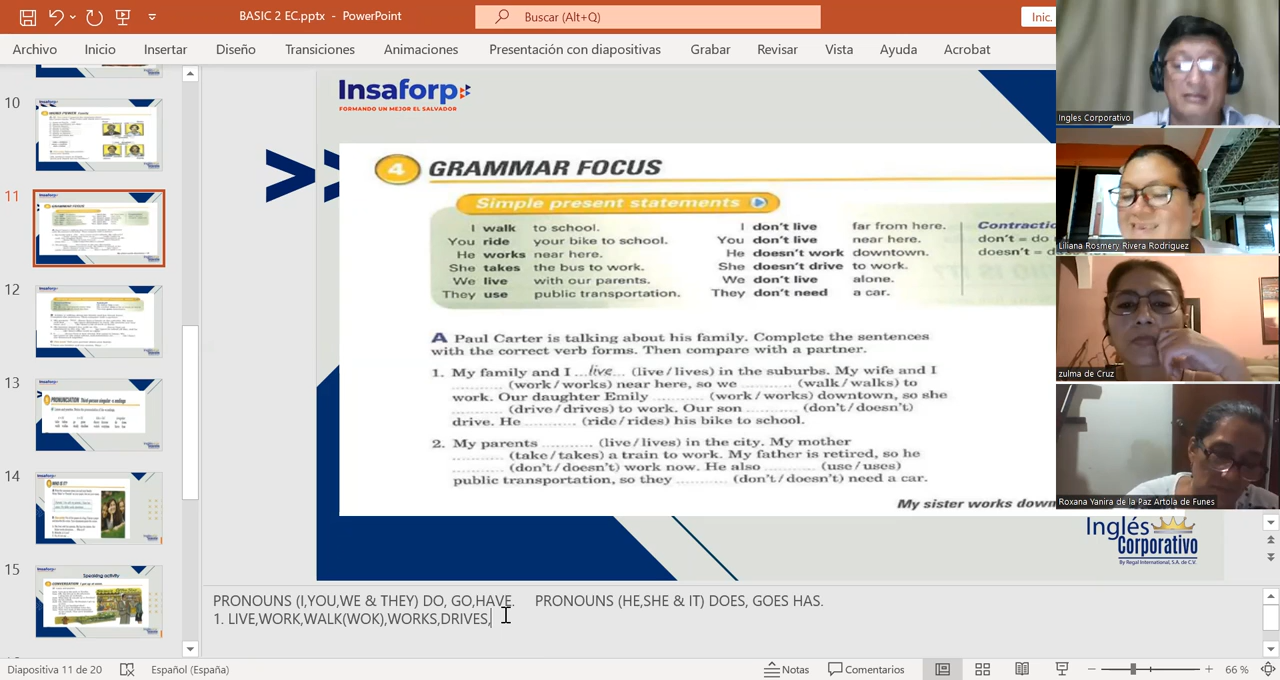 BASIC 2 EC.pptx - PowerPoint
Buscar (Alt+Q)
Inic.
Archivo Inicio Insertar Diseño Transiciones Animaciones Presentación con diapositivas Grabar Revisar Vista Ayuda Acrobat
10
11
12
13
14
15
Insaforp
FORMANDO UN MEJOR EL SALVADOR
4 GRAMMAR FOCUS
Simple present statements
I walk to school. I don't live far from here. Contraction
You ride your bike to school. You don't live near here. don't = do
He works near here. He doesn't work downtown. doesn't = d
She takes the bus to work. She doesn't drive to work.
We live with our parents. We don't live alone.
They use public transportation. They don't need a car.
A Paul Carter is talking about his family. Complete the sentences
with the correct verb forms. Then compare with a partner.
1. My family and I ...live... (live / lives) in the suburbs. My wife and I
.......... (work / works) near here, so we .......... (walk / walks) to
work. Our daughter Emily .......... (work / works) downtown, so she
.......... (drive / drives) to work. Our son .......... (don't / doesn't)
drive. He .......... (ride / rides) his bike to school.
2. My parents .......... (live / lives) in the city. My mother
.......... (take / takes) a train to work. My father is retired, so he
.......... (don't / doesn't) work now. He also .......... (use / uses)
public transportation, so they .......... (don't / doesn't) need a car.
My sister works down
Inglés
Corporativo
By Regal International, S.A. de C.V.
PRONOUNS (I,YOU,WE & THEY) DO, GO,HAVE. PRONOUNS (HE,SHE & IT) DOES, GOES HAS.
1. LIVE,WORK,WALK(WOK),WORKS,DRIVES,
Diapositiva 11 de 20 Español (España) Notas Comentarios 66 %
Ingles Corporativo
Liliana Rosmery Rivera Rodriguez
zulma de Cruz
Roxana Yanira de la Paz Artola de Funes